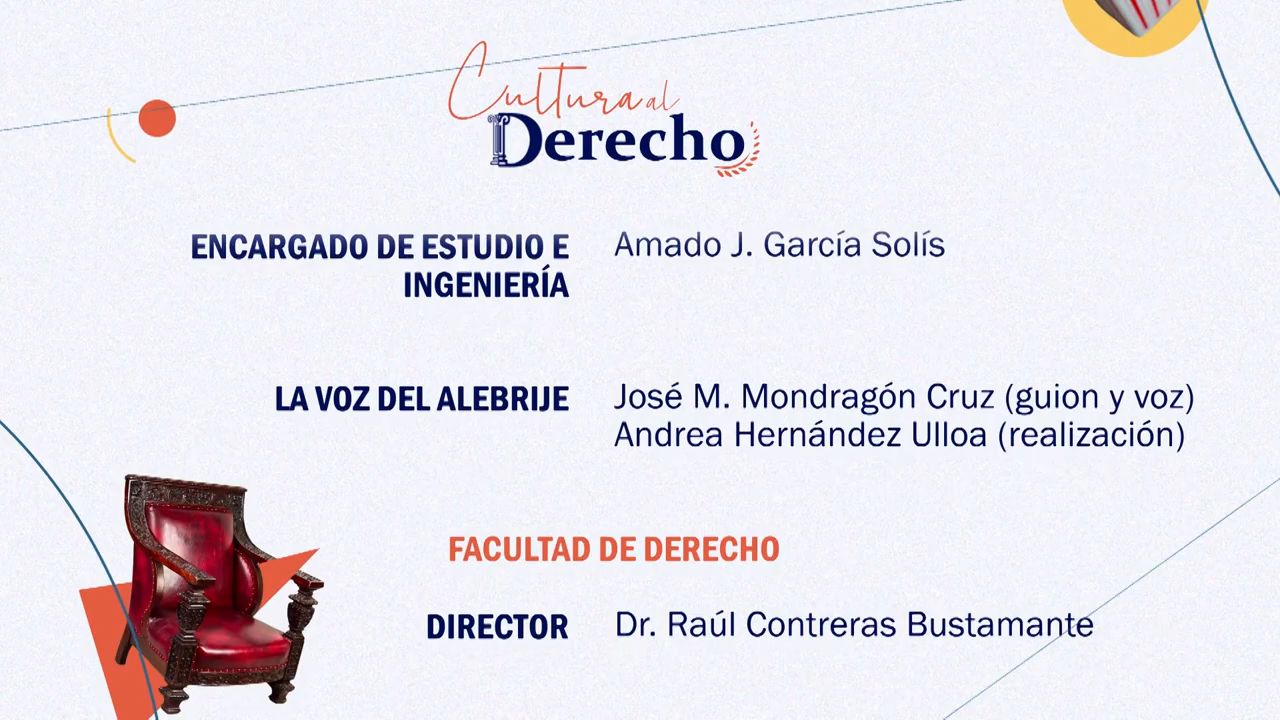 Cultura al
Derecho
ENCARGADO DE ESTUDIO E
INGENIERÍA
Amado J. García Solís
LA VOZ DEL ALEBRIJE
José M. Mondragón Cruz (guion y voz)
Andrea Hernández Ulloa (realización)
FACULTAD DE DERECHO
DIRECTOR
Dr. Raúl Contreras Bustamante